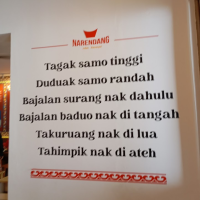 NARENDANG
Tagak samo tinggi
Duduak samo randah
Bajalan surang nak dahulu
Bajalan baduo nak di tangah
Takuruang nak di lua
Tahimpik nak di ateh